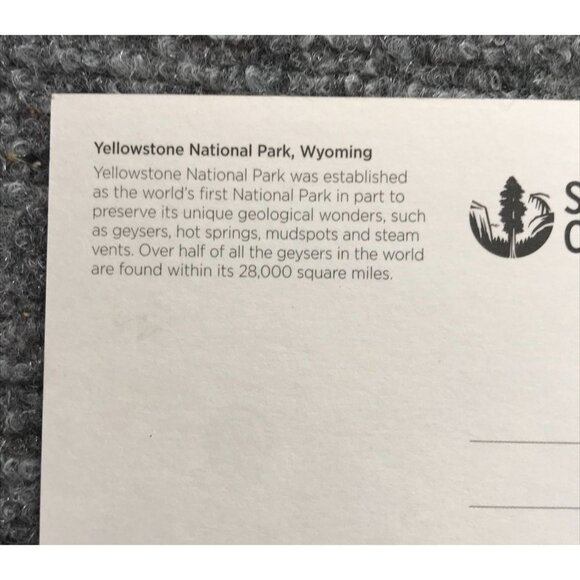 Yellowstone National Park, Wyoming
Yellowstone National Park was established
as the world's first National Park in part to
preserve its unique geological wonders, such
as geysers, hot springs, mudspots and steam
vents. Over half of all the geysers in the world
are found within its 28,000 square miles.
S